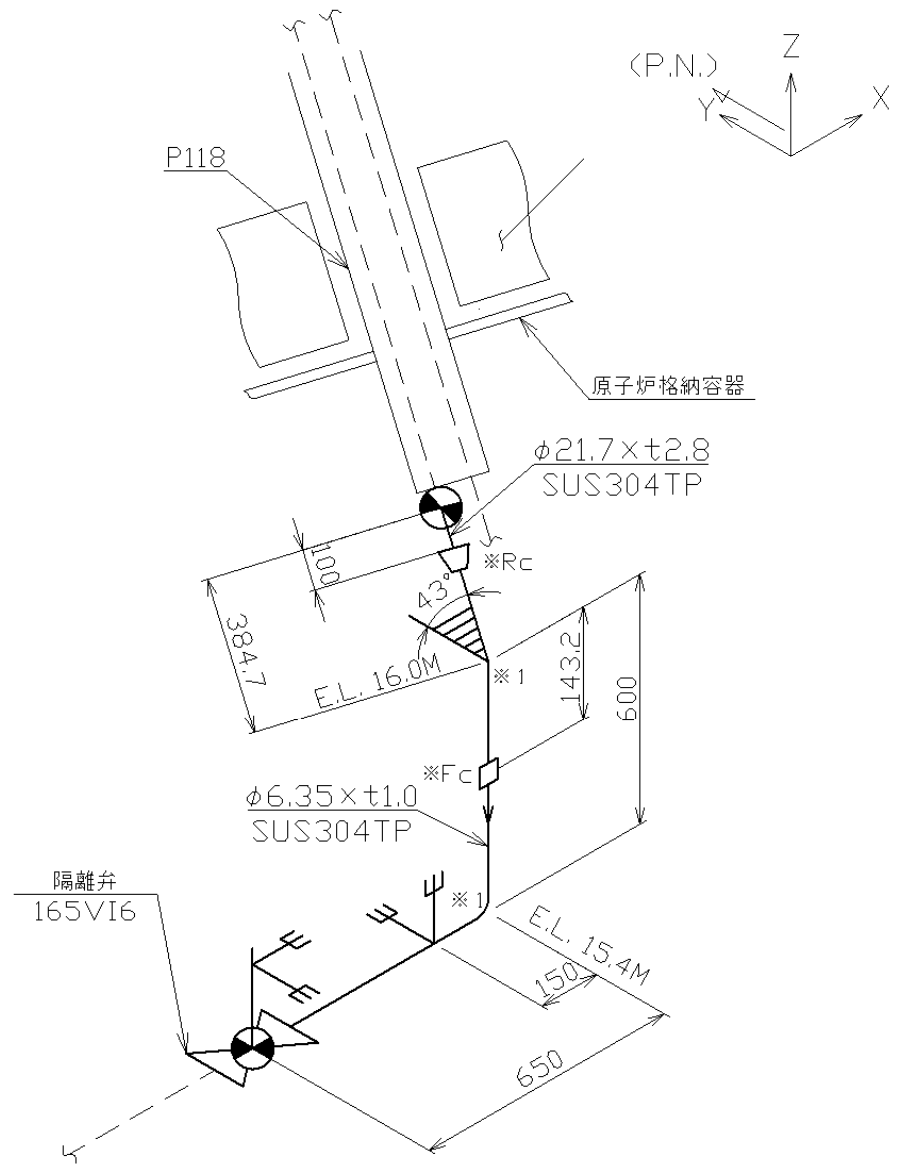 Z
(P.N.)
Y
X
P118
原子炉格納容器
φ21.7×t2.8
SUS304TP
※Rc
100
43°
384.7
E.L. 16.0M
※1
143.2
600
※Fc
φ6.35×t1.0
SUS304TP
隔離弁
165VI6
※1
E.L. 15.4M
150
650